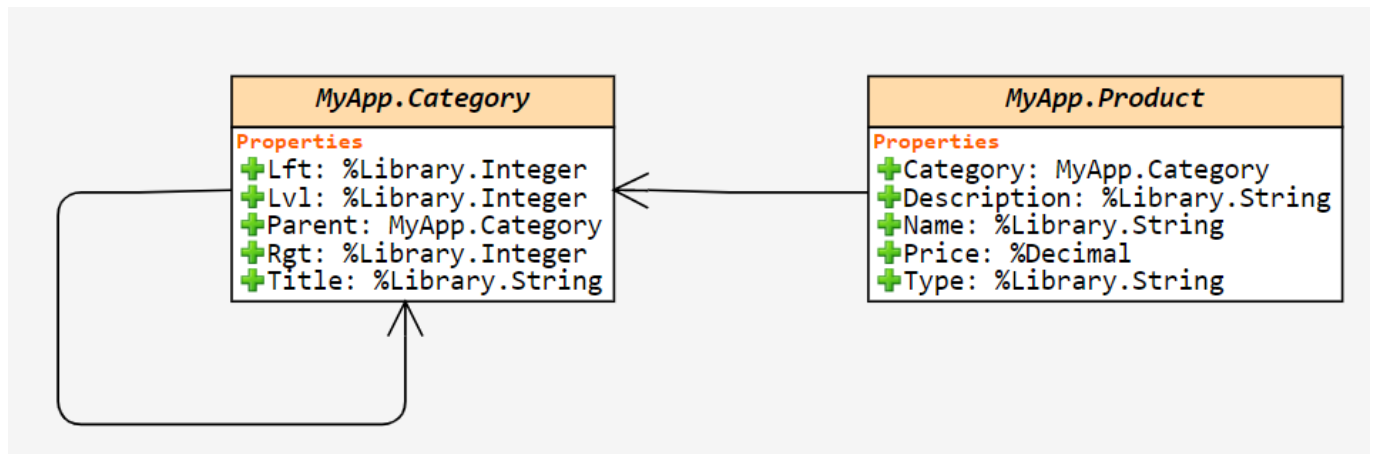 MyApp.Category
Properties
Lft: %Library.Integer
Lvl: %Library.Integer
Parent: MyApp.Category
Rgt: %Library.Integer
Title: %Library.String
MyApp.Product
Properties
Category: MyApp.Category
Description: %Library.String
Name: %Library.String
Price: %Decimal
Type: %Library.String